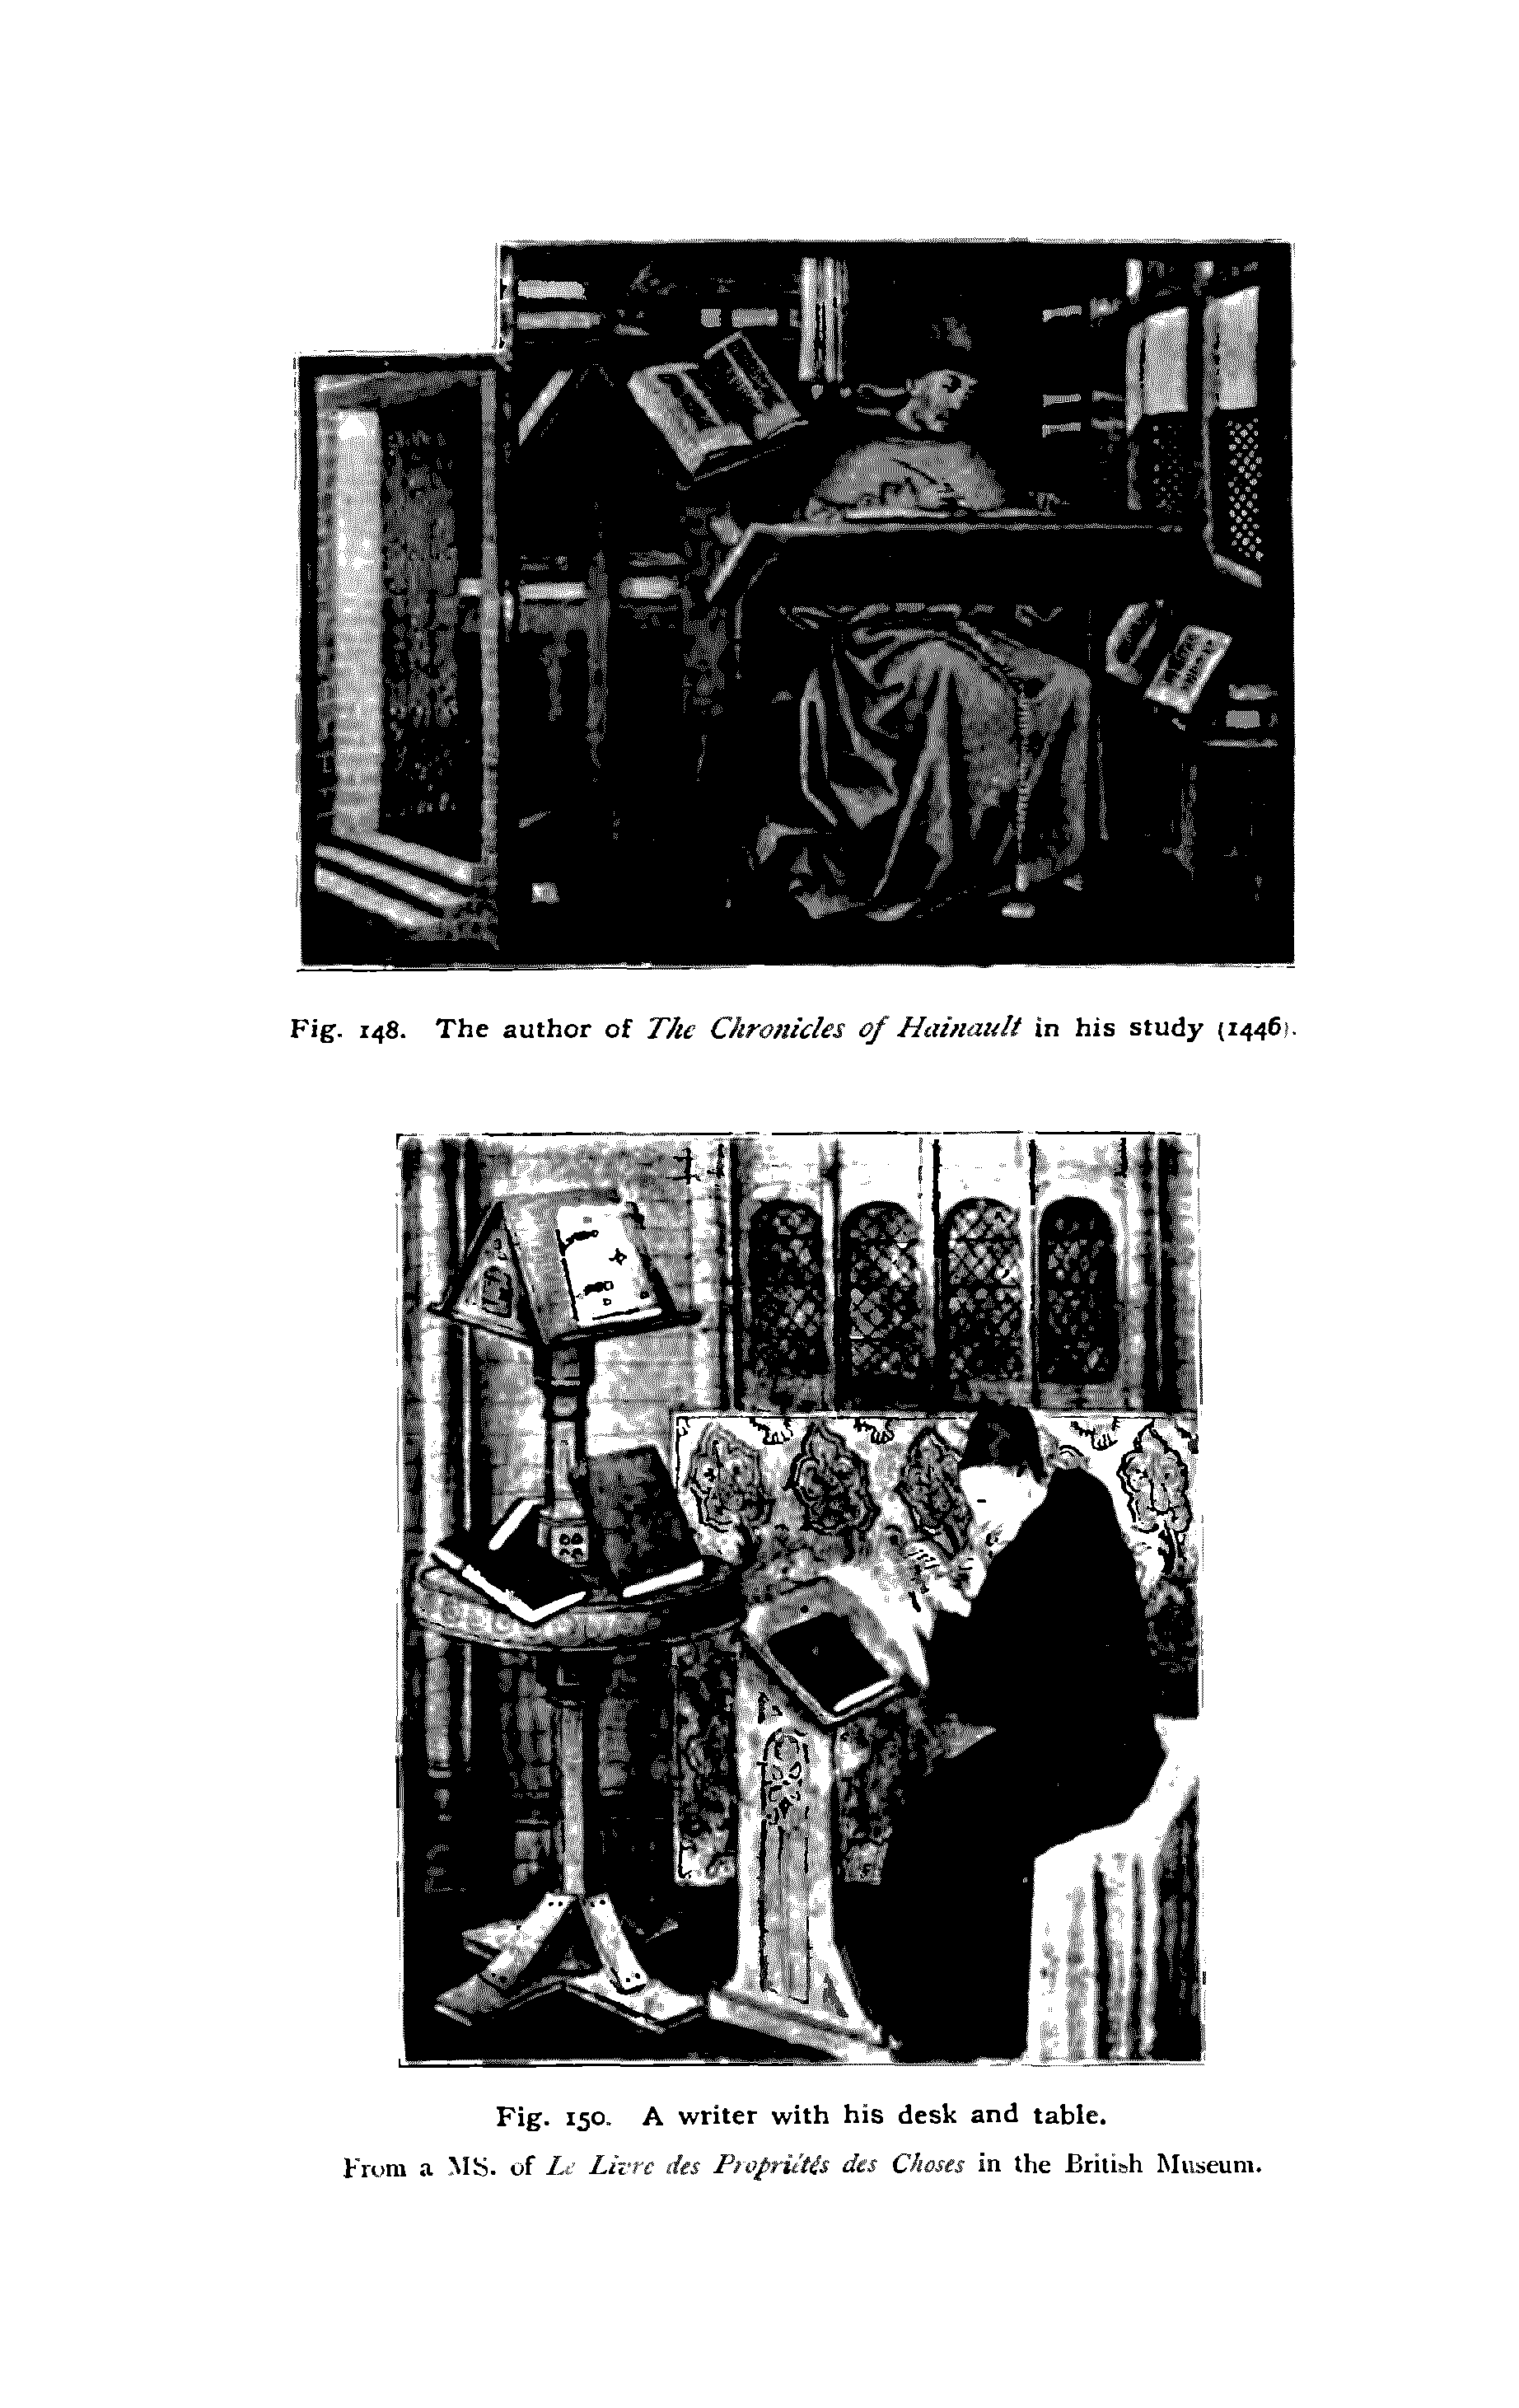 Fig. 148. The author of The Chronicles of Hainault in his study (1446).
Fig. 150. A writer with his desk and table.
From a MS. of Le Livre des Propriétés des Choses in the British Museum.